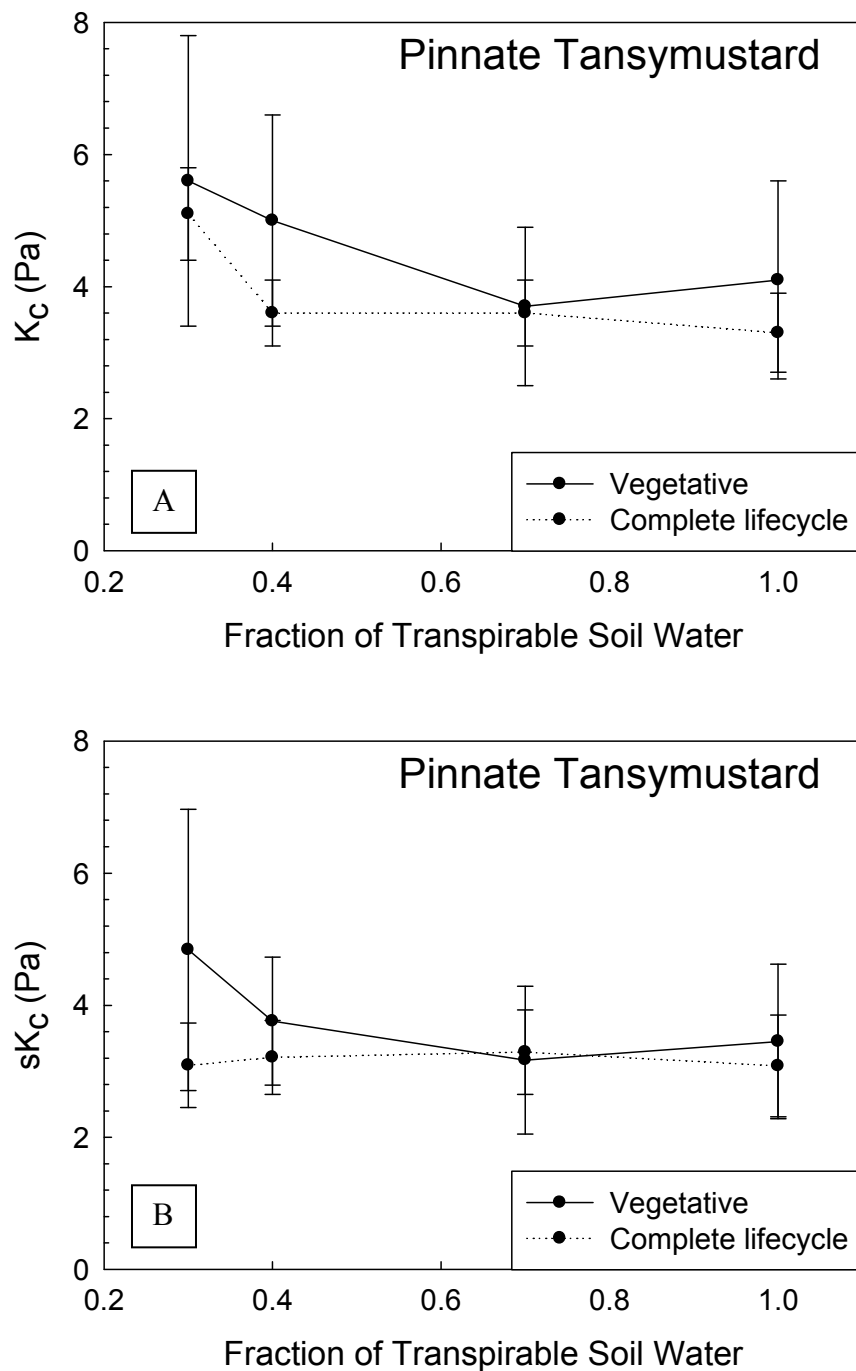 8
Pinnate Tansymustard
6
4
2
0
KC (Pa)
A
Vegetative
Complete lifecycle
0.2 0.4 0.6 0.8 1.0
Fraction of Transpirable Soil Water
8
Pinnate Tansymustard
6
4
2
0
sKC (Pa)
B
Vegetative
Complete lifecycle
0.2 0.4 0.6 0.8 1.0
Fraction of Transpirable Soil Water